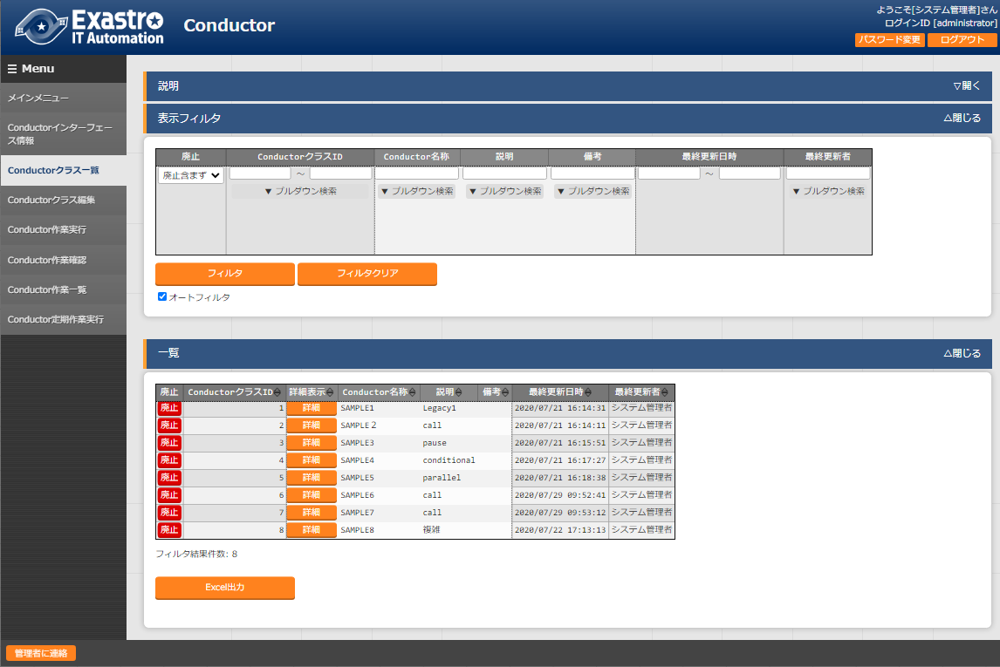 Exastro
IT Automation
Conductor
ようこそ[システム管理者]さん
ログインID [administrator]
パスワード変更 ログアウト
☰ Menu
メインメニュー
Conductorインターフェー
ス情報
Conductorクラス一覧
Conductorクラス編集
Conductor作業実行
Conductor作業確認
Conductor作業一覧
Conductor定期作業実行
説明 ▽開く
表示フィルタ △閉じる
廃止 ConductorクラスID Conductor名称 説明 備考 最終更新日時 最終更新者
廃止含まず ～ ～
▼ プルダウン検索 ▼ プルダウン検索 ▼ プルダウン検索 ▼ プルダウン検索 ▼ プルダウン検索
フィルタ フィルタクリア
オートフィルタ
一覧 △閉じる
廃止 ConductorクラスID 詳細表示 Conductor名称 説明 備考 最終更新日時 最終更新者
廃止 1 詳細 SAMPLE1 Legacy1 2020/07/21 16:14:31 システム管理者
廃止 2 詳細 SAMPLE２ call 2020/07/21 16:14:11 システム管理者
廃止 3 詳細 SAMPLE3 pause 2020/07/21 16:15:51 システム管理者
廃止 4 詳細 SAMPLE4 conditional 2020/07/21 16:17:27 システム管理者
廃止 5 詳細 SAMPLE5 parallel 2020/07/21 16:18:38 システム管理者
廃止 6 詳細 SAMPLE6 call 2020/07/29 09:52:41 システム管理者
廃止 7 詳細 SAMPLE7 call 2020/07/29 09:53:12 システム管理者
廃止 8 詳細 SAMPLE8 複雑 2020/07/22 17:13:13 システム管理者
フィルタ結果件数: 8
Excel出力
管理者に連絡